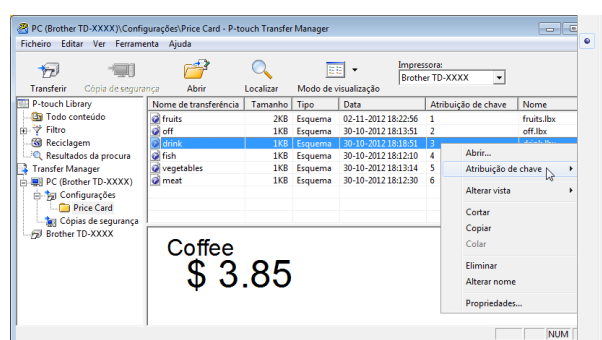 PC (Brother TD-XXXX)\Configurações\Price Card - P-touch Transfer Manager
Ficheiro Editar Ver Ferramenta Ajuda
Transferir Cópia de segurança Abrir Localizar Modo de visualização
Impressora:
Brother TD-XXXX
P-touch Library
Todo conteúdo
Filtro
Reciclagem
Resultados da procura
Transfer Manager
PC (Brother TD-XXXX)
Configurações
Price Card
Cópias de segurança
Brother TD-XXXX
Nome de transferência Tamanho Tipo Data Atribuição de chave Nome
fruits 2KB Esquema 02-11-2012 18:22:56 1 fruits.lbx
off 1KB Esquema 30-10-2012 18:13:51 2 off.lbx
drink 1KB Esquema 30-10-2012 18:18:51 3 drink.lbx
fish 1KB Esquema 30-10-2012 18:12:10 4
vegetables 1KB Esquema 30-10-2012 18:13:14 5
meat 1KB Esquema 30-10-2012 18:12:30 6
Abrir...
Atribuição de chave
Alterar vista
Cortar
Copiar
Colar
Eliminar
Alterar nome
Propriedades...
Coffee
$ 3.85
NUM